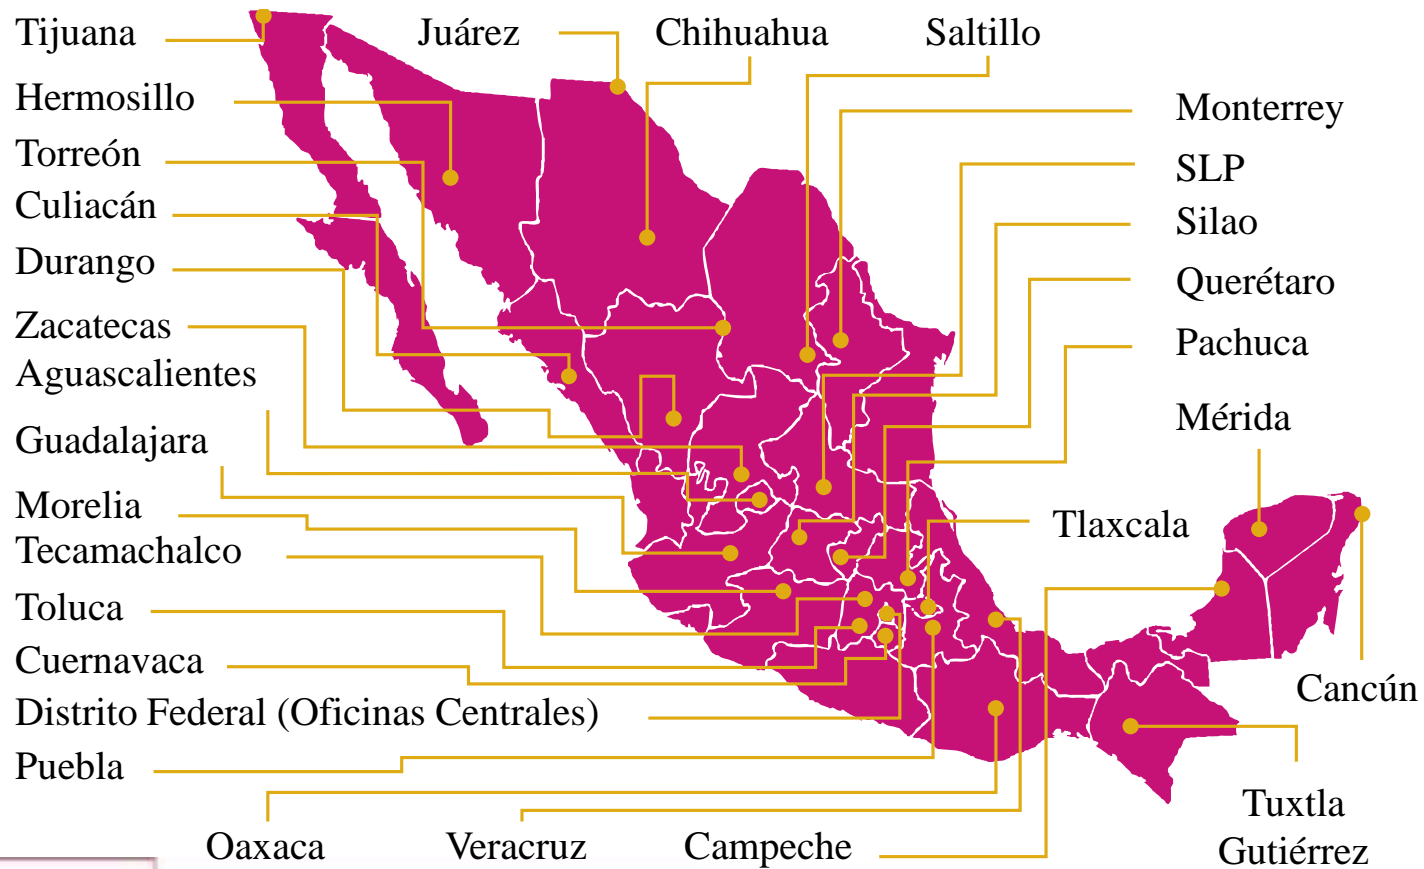 Tijuana
Juárez
Chihuahua
Saltillo
Hermosillo
Monterrey
Torreón
SLP
Culiacán
Silao
Durango
Querétaro
Zacatecas
Pachuca
Aguascalientes
Mérida
Guadalajara
Morelia
Tlaxcala
Tecamachalco
Toluca
Cuernavaca
Cancún
Distrito Federal (Oficinas Centrales)
Puebla
Tuxtla
Gutiérrez
Oaxaca
Veracruz
Campeche